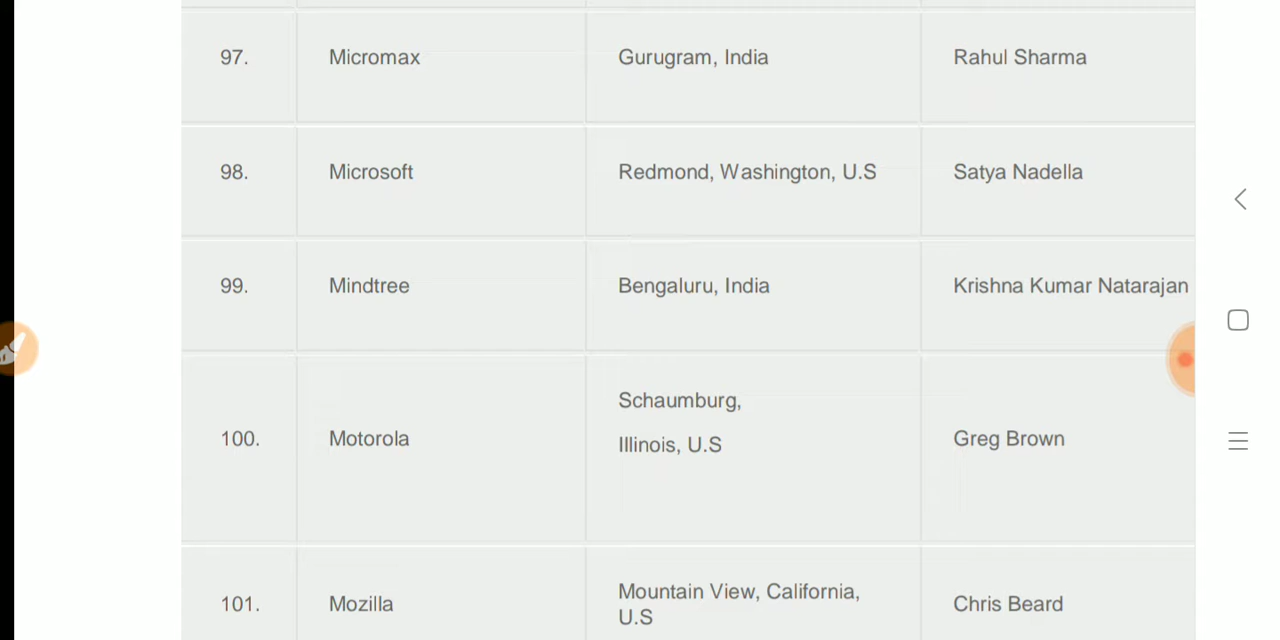 97. Micromax Gurugram, India Rahul Sharma
98. Microsoft Redmond, Washington, U.S Satya Nadella
99. Mindtree Bengaluru, India Krishna Kumar Natarajan
Schaumburg,
100. Motorola Greg Brown
Illinois, U.S
Mountain View, California,
101. Mozilla Chris Beard
U.S